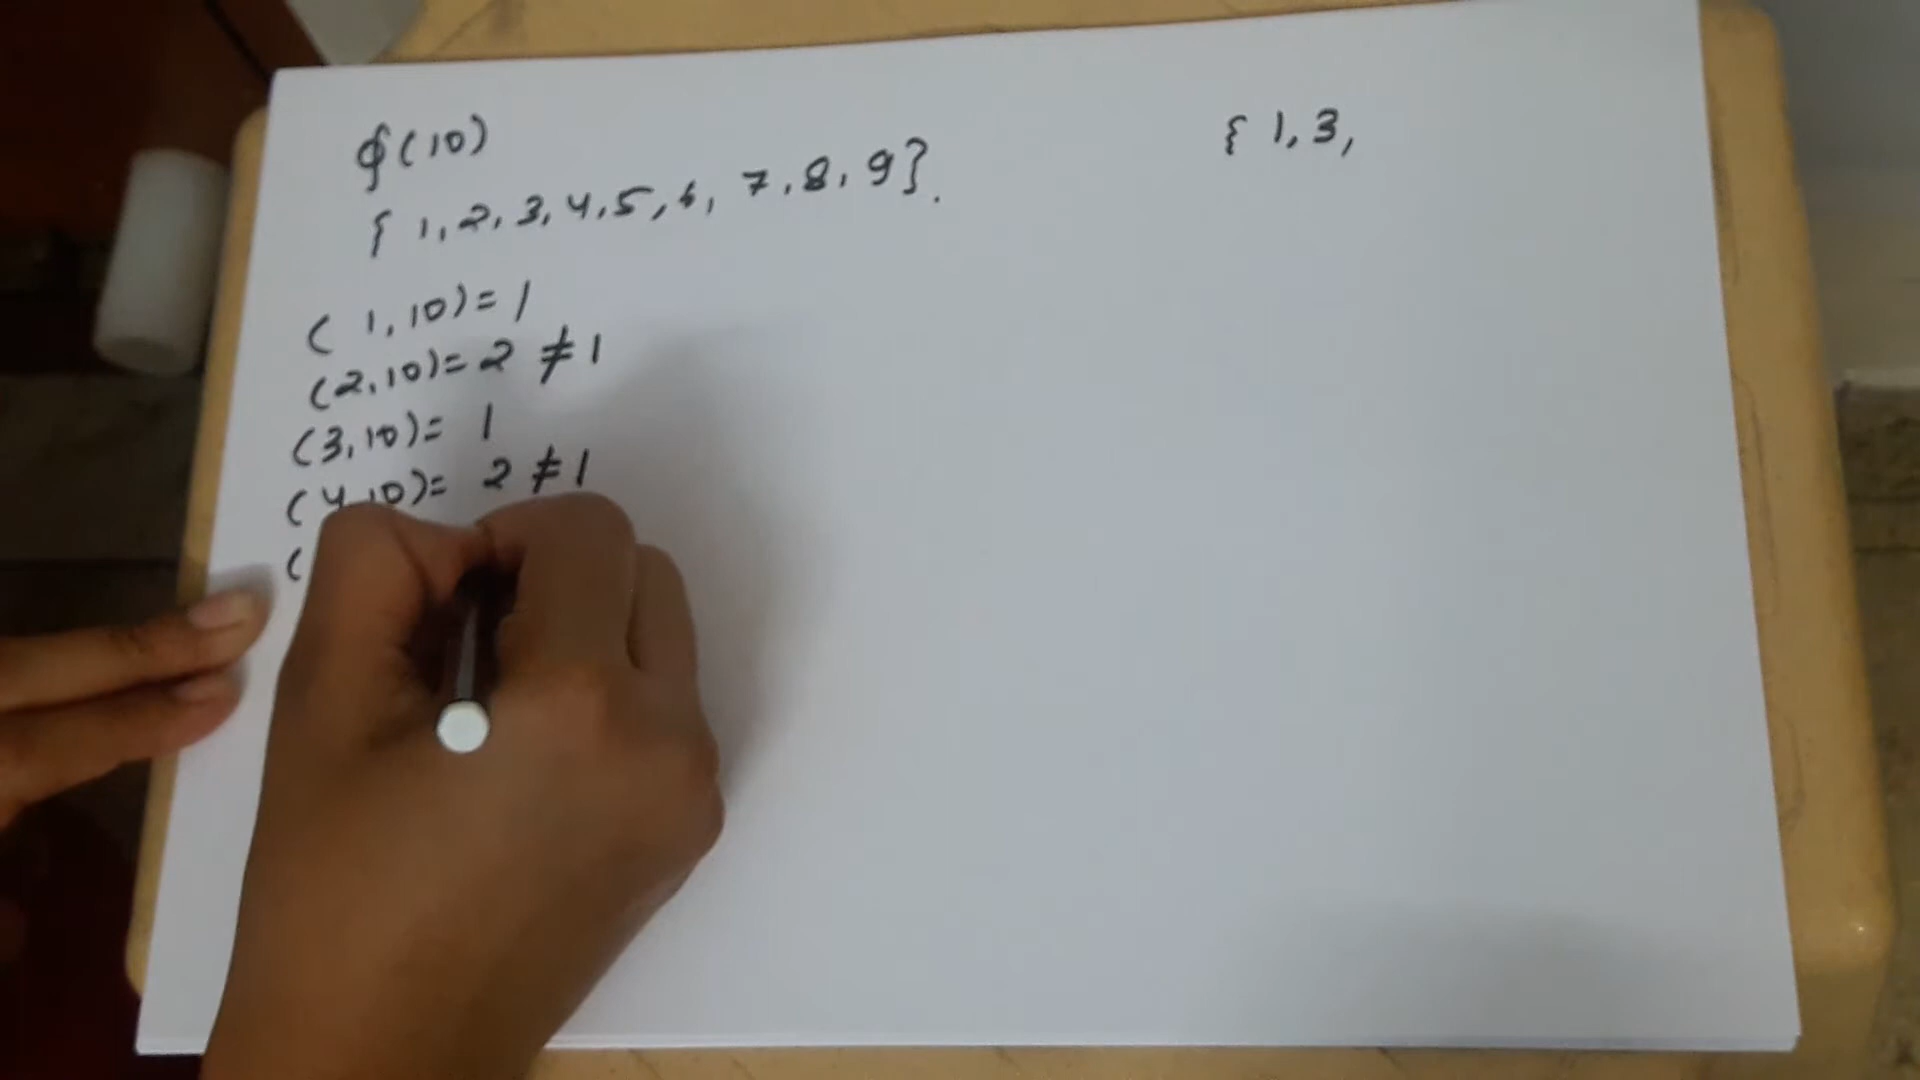 ϕ(10)
{ 1, 2, 3, 4, 5, 6, 7, 8, 9}.
{ 1, 3,
( 1, 10) = 1
(2, 10) = 2 ≠ 1
(3, 10) = 1
(4, 10) = 2 ≠ 1
(